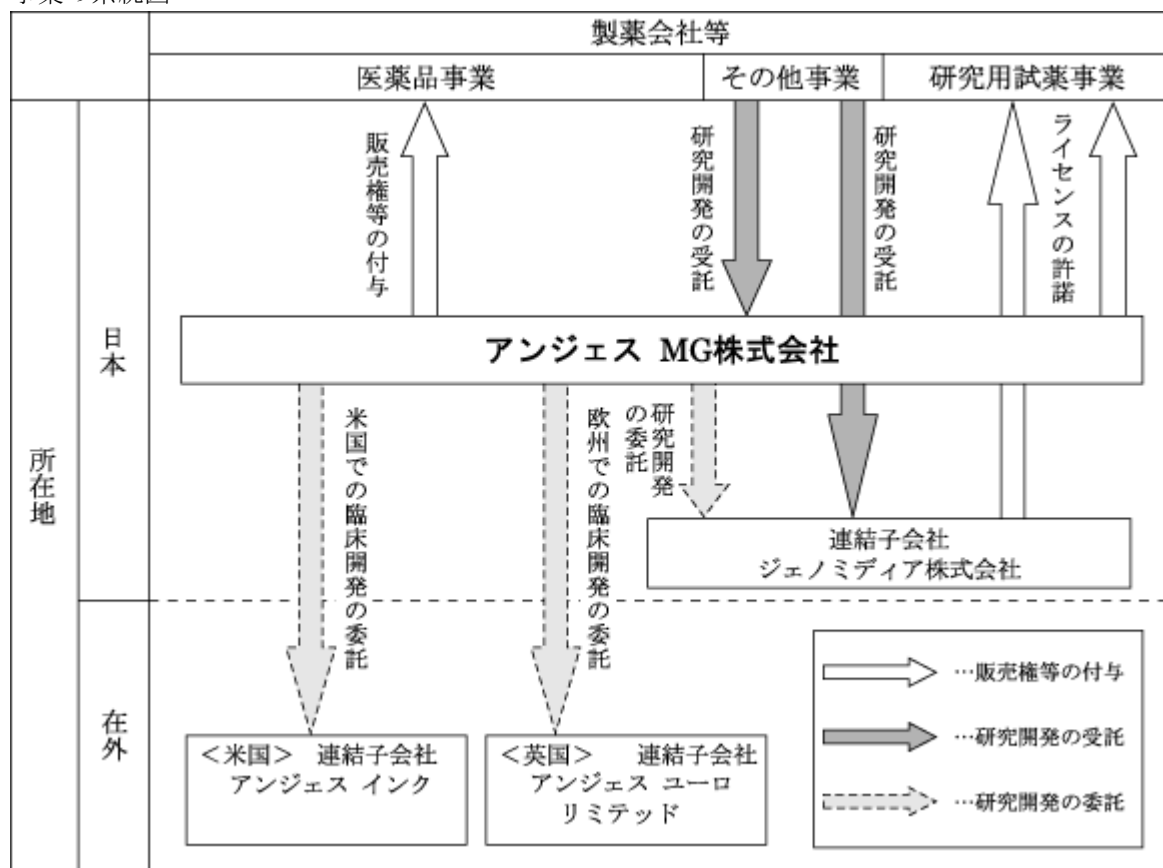 製薬会社等
医薬品事業
その他事業
研究用試薬事業
販売権等の付与
研究開発の受託
研究開発の受託
ライセンスの許諾
所在地
日本
アンジェス MG株式会社
米国での臨床開発の委託
欧州での臨床開発の委託
研究開発
の委託
連結子会社
ジェノミディア株式会社
在外
＜米国＞ 連結子会社
アンジェス インク
＜英国＞ 連結子会社
アンジェス ユーロ
リミテッド
…販売権等の付与
…研究開発の受託
…研究開発の委託